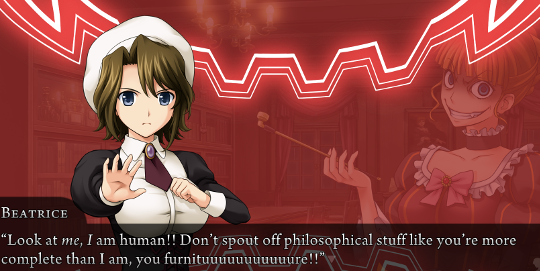 Beatrice
“Look at me, I am human!! Don’t spout off philosophical stuff like you’re more
complete than I am, you furnituuuuuuuuuuure!!”